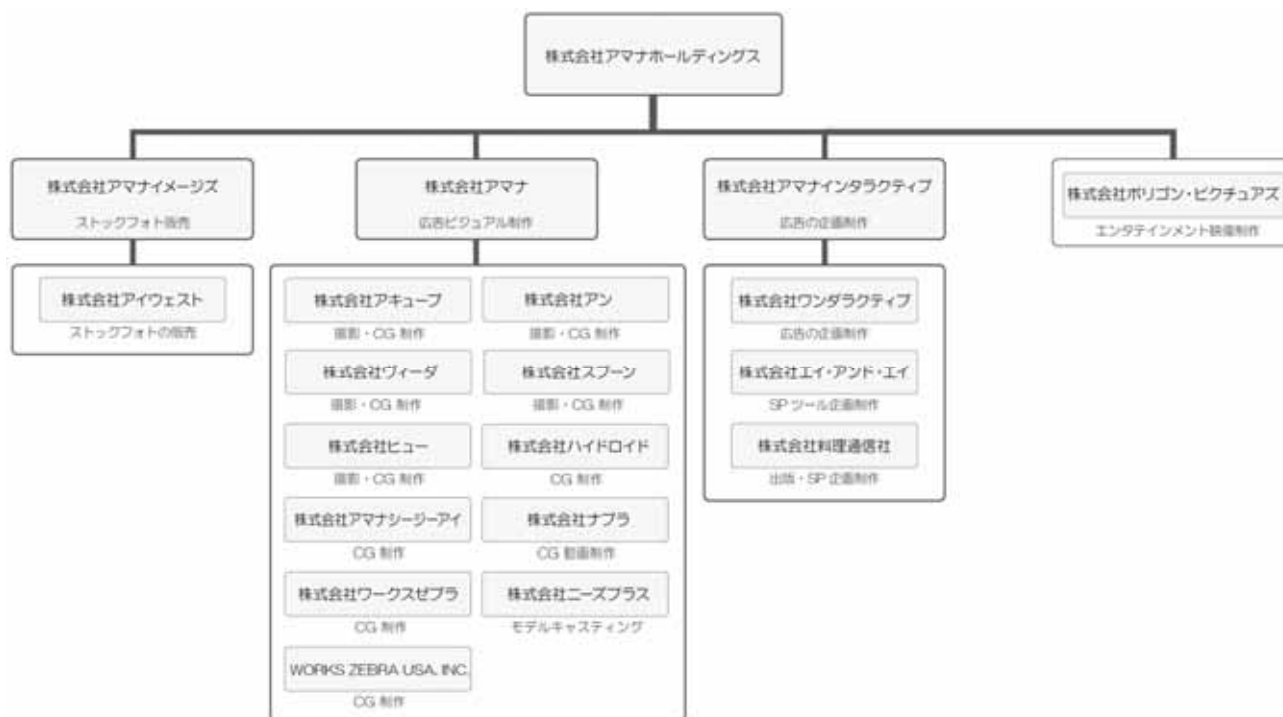 株式会社アマナホールディングス
株式会社アマナイメージズ
ストックフォト販売
株式会社アイウェスト
ストックフォトの販売
株式会社アマナ
広告ビジュアル制作
株式会社アキューブ
撮影・CG 制作
株式会社アン
撮影・CG 制作
株式会社ヴィーダ
撮影・CG 制作
株式会社スプーン
撮影・CG 制作
株式会社ヒュー
撮影・CG 制作
株式会社ハイドロイド
CG 制作
株式会社アマナシージーアイ
CG 制作
株式会社ナブラ
CG 動画制作
株式会社ワークスゼブラ
CG 制作
株式会社ニーズプラス
モデルキャスティング
WORKS ZEBRA USA, INC.
CG 制作
株式会社アマナインタラクティブ
広告の企画制作
株式会社ワンダラクティブ
広告の企画制作
株式会社エイ・アンド・エイ
SP ツール企画制作
株式会社料理通信社
出版・SP 企画制作
株式会社ポリゴン・ピクチュアズ
エンタテインメント映像制作